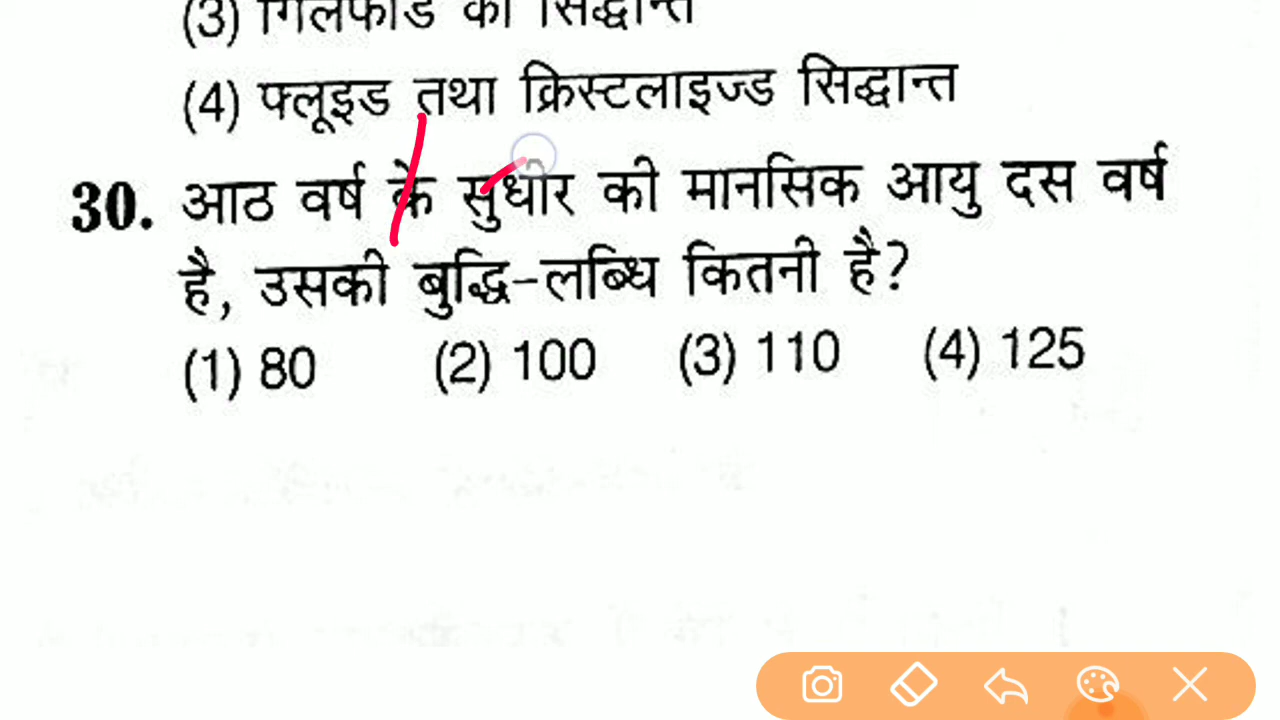 (3) गिलफोर्ड का सिद्धान्त
(4) फ्लूइड तथा क्रिस्टलाइज्ड सिद्धान्त
30. आठ वर्ष के सुधीर की मानसिक आयु दस वर्ष
है, उसकी बुद्धि-लब्धि कितनी है?
(1) 80 (2) 100 (3) 110 (4) 125